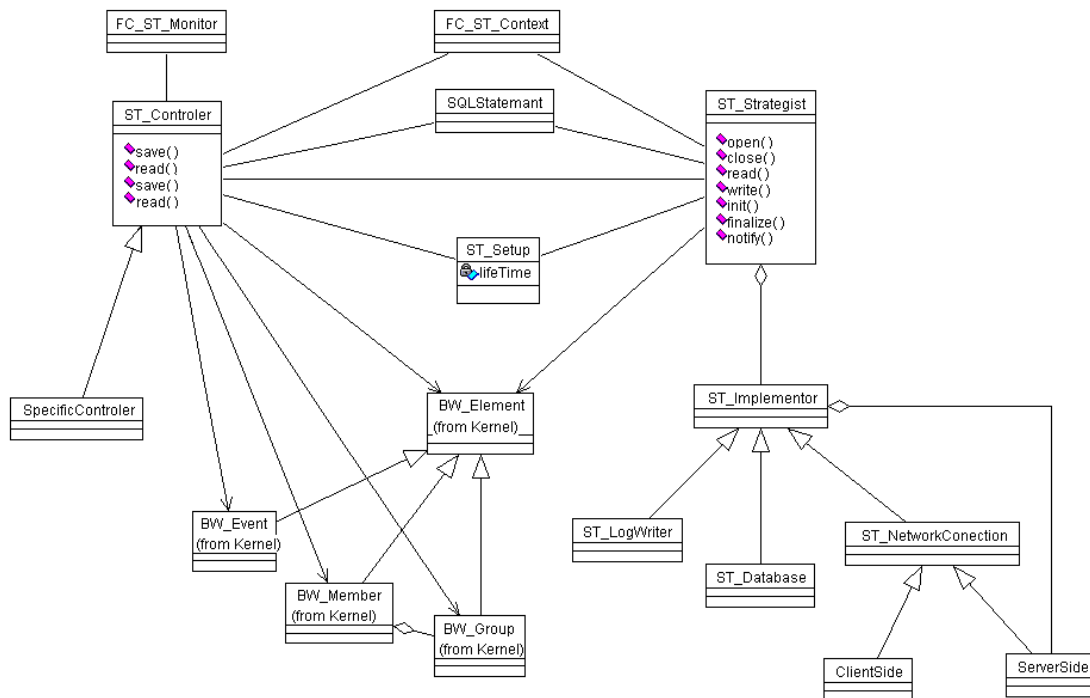 FC_ST_Monitor
FC_ST_Context
ST_Controler
save()
read()
save()
read()
SQLStatemant
ST_Strategist
open()
close()
read()
write()
init()
finalize()
notify()
ST_Setup
lifeTime
SpecificControler
BW_Element
(from Kernel)
ST_Implementor
BW_Event
(from Kernel)
ST_LogWriter
ST_NetworkConection
ST_Database
BW_Member
(from Kernel)
BW_Group
(from Kernel)
ClientSide
ServerSide